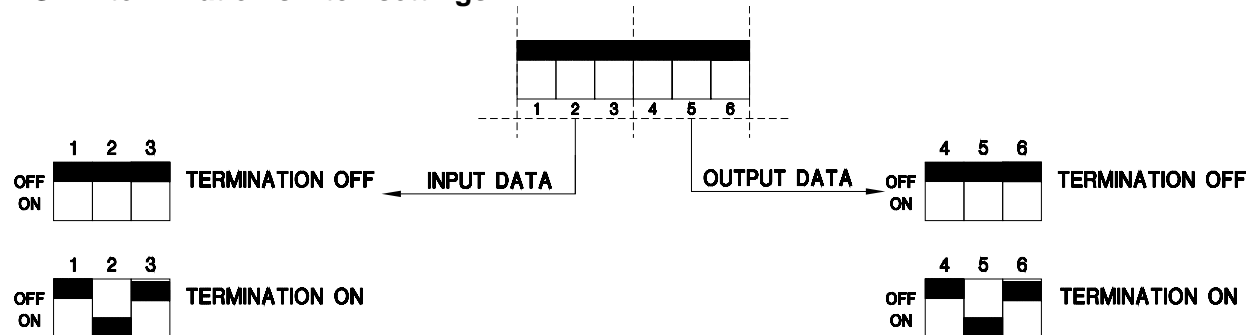 1 2 3 4 5 6
1 2 3
OFF
ON
TERMINATION OFF
INPUT DATA
OUTPUT DATA
4 5 6
OFF
ON
TERMINATION OFF
1 2 3
OFF
ON
TERMINATION ON
4 5 6
OFF
ON
TERMINATION ON